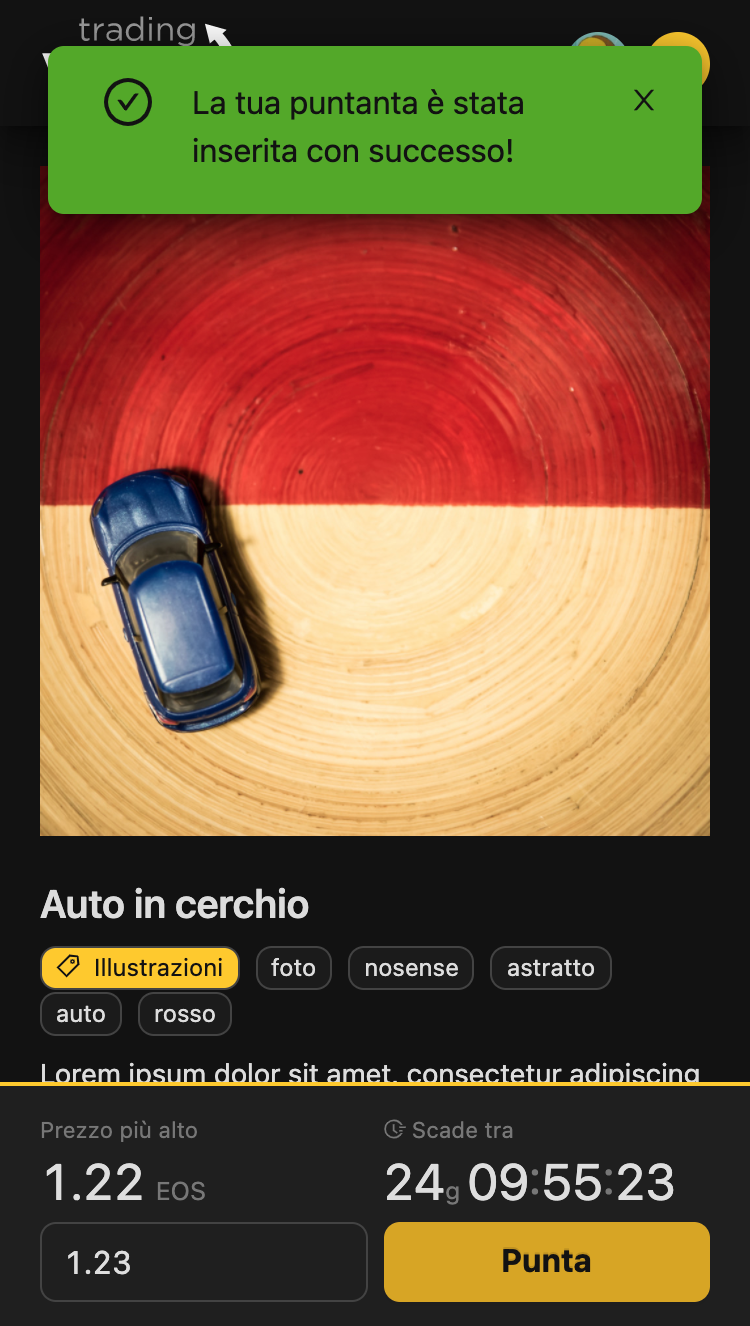 trading
La tua puntanta è stata
inserita con successo!
Auto in cerchio
Illustrazioni
foto
nosense
astratto
auto
rosso
Lorem ipsum dolor sit amet, consectetur adipiscing
Prezzo più alto
Scade tra
1.22 EOS
24g 09:55:23
1.23
Punta